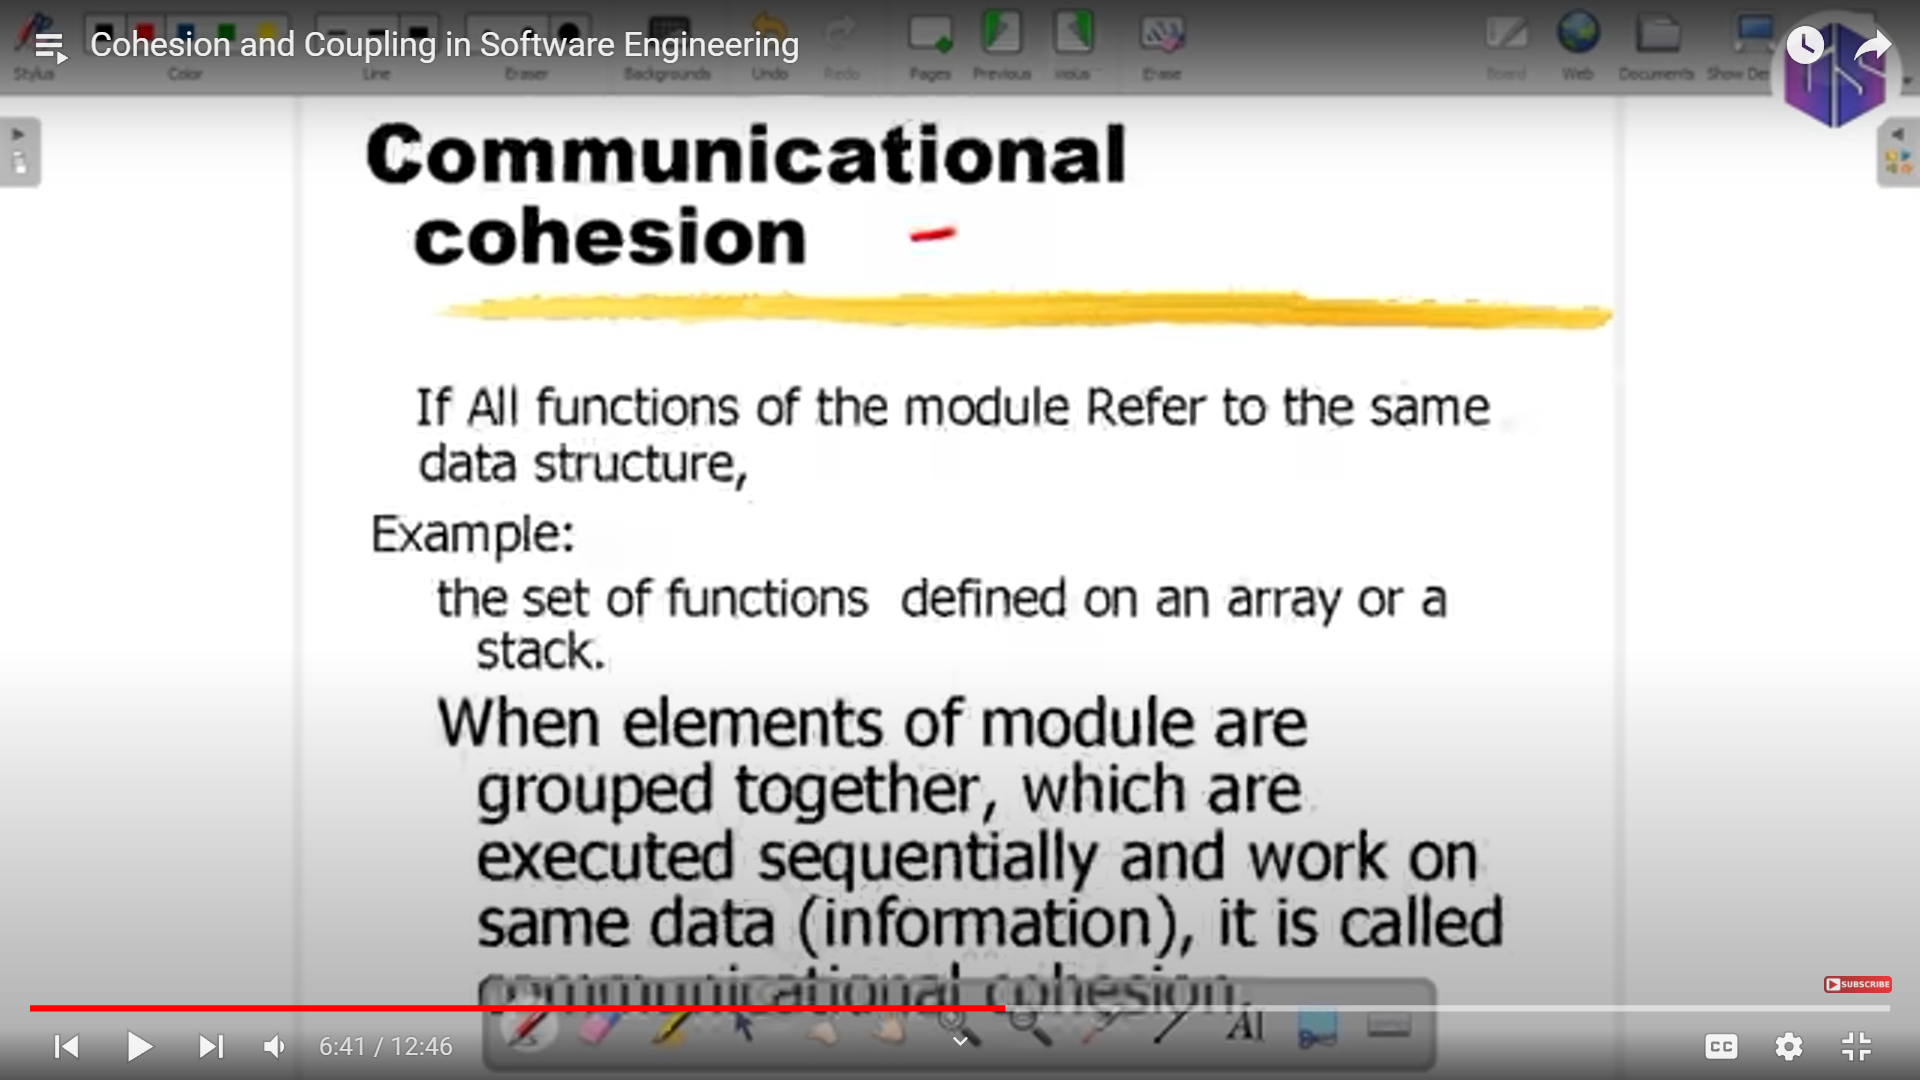 Cohesion and Coupling in Software Engineering
Stylus Color Line Eraser Backgrounds Undo Redo Pages Previous Erase Board Web Documents Show
Communicational
cohesion
If All functions of the module Refer to the same
data structure,
Example:
the set of functions defined on an array or a
stack.
When elements of module are
grouped together, which are
executed sequentially and work on
same data (information), it is called
communicational cohesion.
SUBSCRIBE
6:41 / 12:46
AI
CC